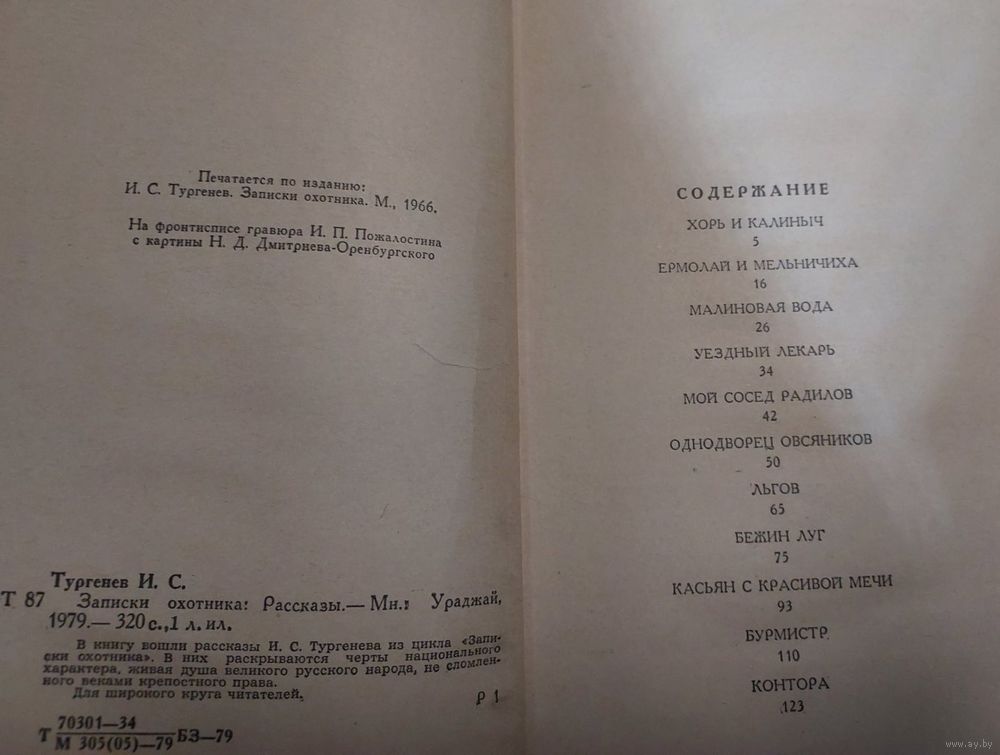 Печатается по изданию:
И. С. Тургенев. Записки охотника. М., 1966.
На фронтисписе гравюра И. П. Пожалостина
с картины Н. Д. Дмитриева-Оренбургского
Тургенев И. С.
Т 87 Записки охотника: Рассказы.— Мн.: Ураджай,
1979.— 320 с., 1 л. ил.
В книгу вошли рассказы И. С. Тургенева из цикла «Запи-
ски охотника». В них раскрываются черты национального
характера, живая душа великого русского народа, не сломлен-
ного веками крепостного права.
Для широкого круга читателей.
Р 1
70301—34
Т БЗ—79
М 305(05)—79
СОДЕРЖАНИЕ
ХОРЬ И КАЛИНЫЧ
5
ЕРМОЛАЙ И МЕЛЬНИЧИХА
16
МАЛИНОВАЯ ВОДА
26
УЕЗДНЫЙ ЛЕКАРЬ
34
МОЙ СОСЕД РАДИЛОВ
42
ОДНОДВОРЕЦ ОВСЯНИКОВ
50
ЛЬГОВ
65
БЕЖИН ЛУГ
75
КАСЬЯН С КРАСИВОЙ МЕЧИ
93
БУРМИСТР
110
КОНТОРА
123
www.ay.by